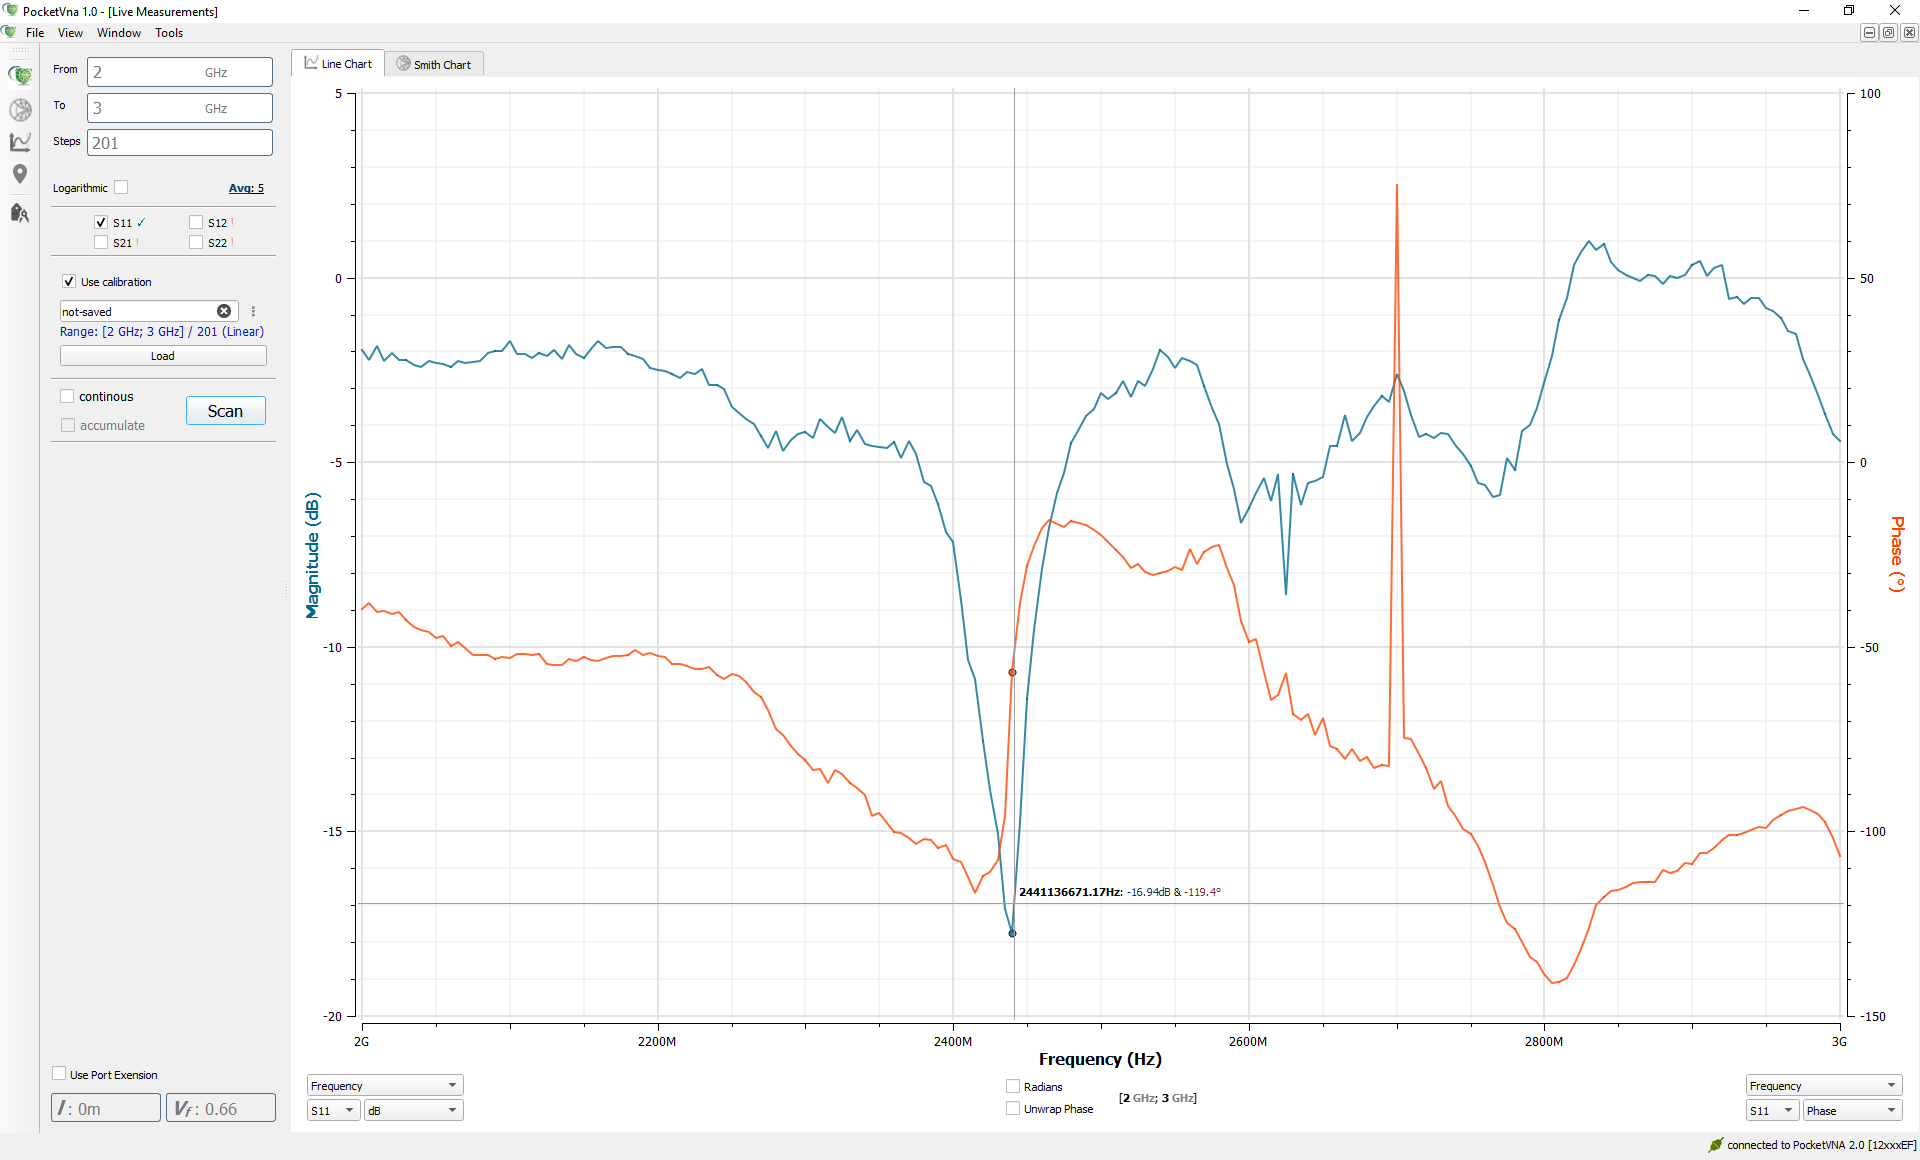 PocketVna 1.0 - [Live Measurements]
File View Window Tools
From 2 GHz
To 3 GHz
Steps 201
Logarithmic Avg: 5
S11 ✓ S12 !
S21 ! S22 !
Use calibration
not-saved
Range: [2 GHz; 3 GHz] / 201 (Linear)
Load
continous
accumulate
Scan
Use Port Exension
l : 0m Vf : 0.66
Line Chart Smith Chart
5
0
-5
-10
-15
-20
Magnitude (dB)
100
50
0
-50
-100
-150
Phase (°)
2441136671.17Hz: -16.94dB & -119.4°
2G 2200M 2400M 2600M 2800M 3G
Frequency (Hz)
Frequency
S11 dB
Radians
Unwrap Phase
[2 GHz; 3 GHz]
Frequency
S11 Phase
connected to PocketVNA 2.0 [12xxxEF]